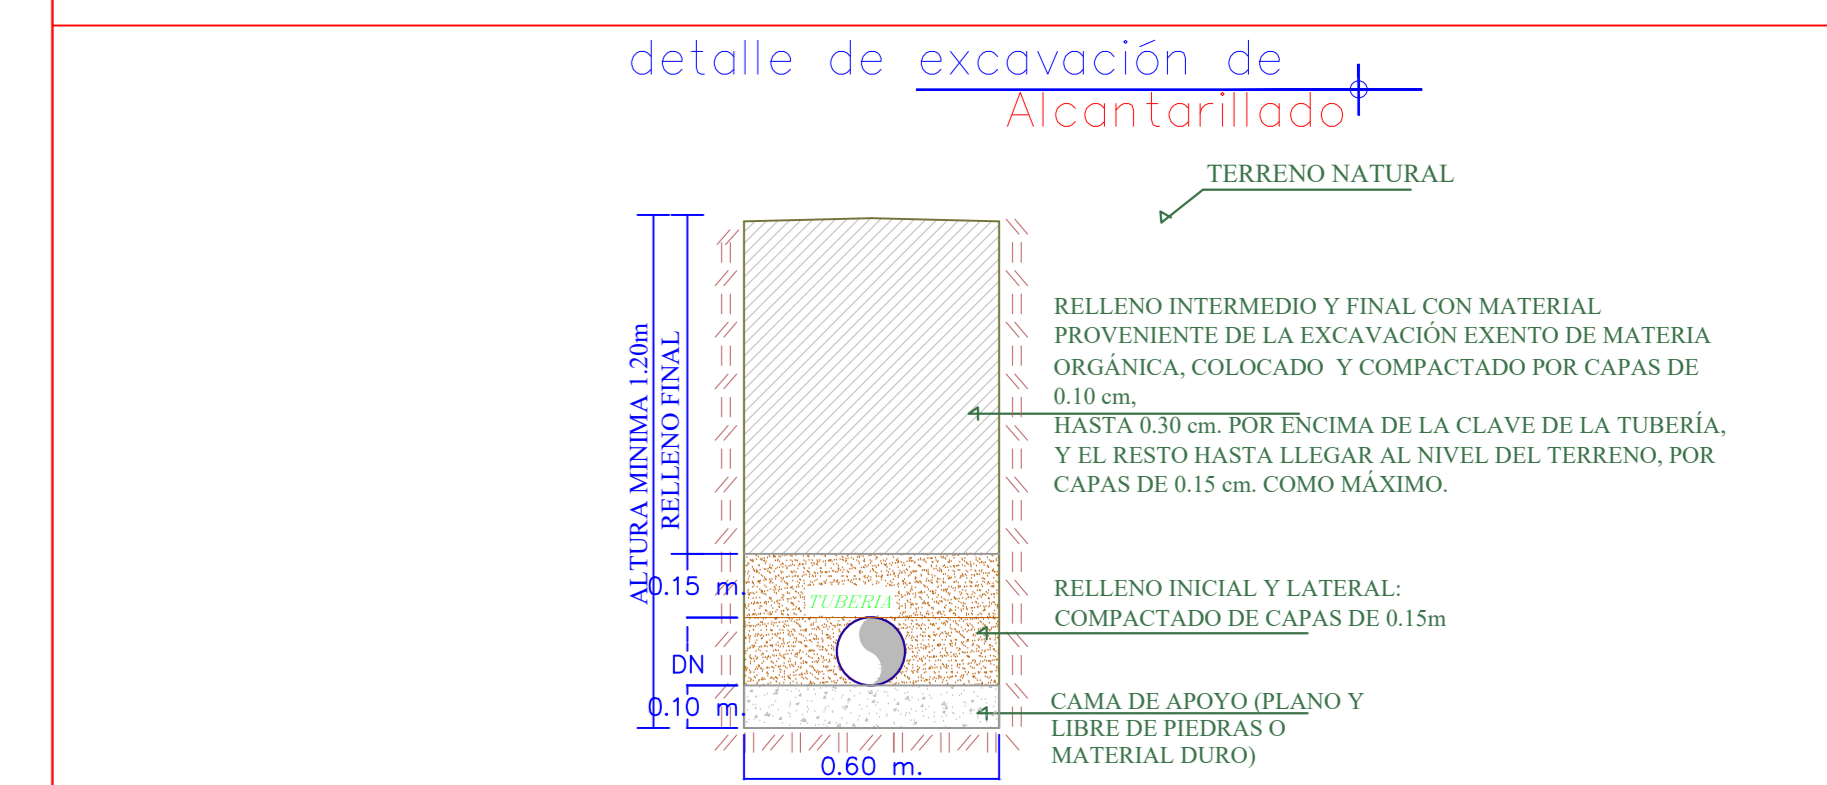 detalle de excavación de
Alcantarillado
TERRENO NATURAL
RELLENO INTERMEDIO Y FINAL CON MATERIAL
PROVENIENTE DE LA EXCAVACIÓN EXENTO DE MATERIA
ORGÁNICA, COLOCADO Y COMPACTADO POR CAPAS DE
0.10 cm,
HASTA 0.30 cm. POR ENCIMA DE LA CLAVE DE LA TUBERÍA,
Y EL RESTO HASTA LLEGAR AL NIVEL DEL TERRENO, POR
CAPAS DE 0.15 cm. COMO MÁXIMO.
ALTURA MINIMA 1.20m
RELLENO FINAL
0.15 m.
TUBERIA
RELLENO INICIAL Y LATERAL:
COMPACTADO DE CAPAS DE 0.15m
DN
0.10 m.
CAMA DE APOYO (PLANO Y
LIBRE DE PIEDRAS O
MATERIAL DURO)
0.60 m.